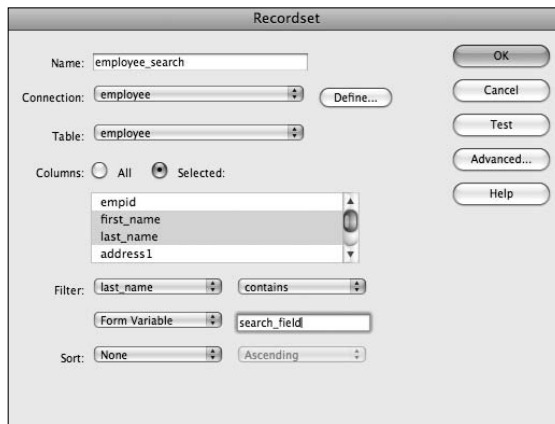 Recordset
Name: employee_search
OK
Connection: employee
Define...
Cancel
Table: employee
Test
Columns: All Selected:
Advanced...
empid
Help
first_name
last_name
address1
Filter: last_name contains
Form Variable search_field
Sort: None Ascending